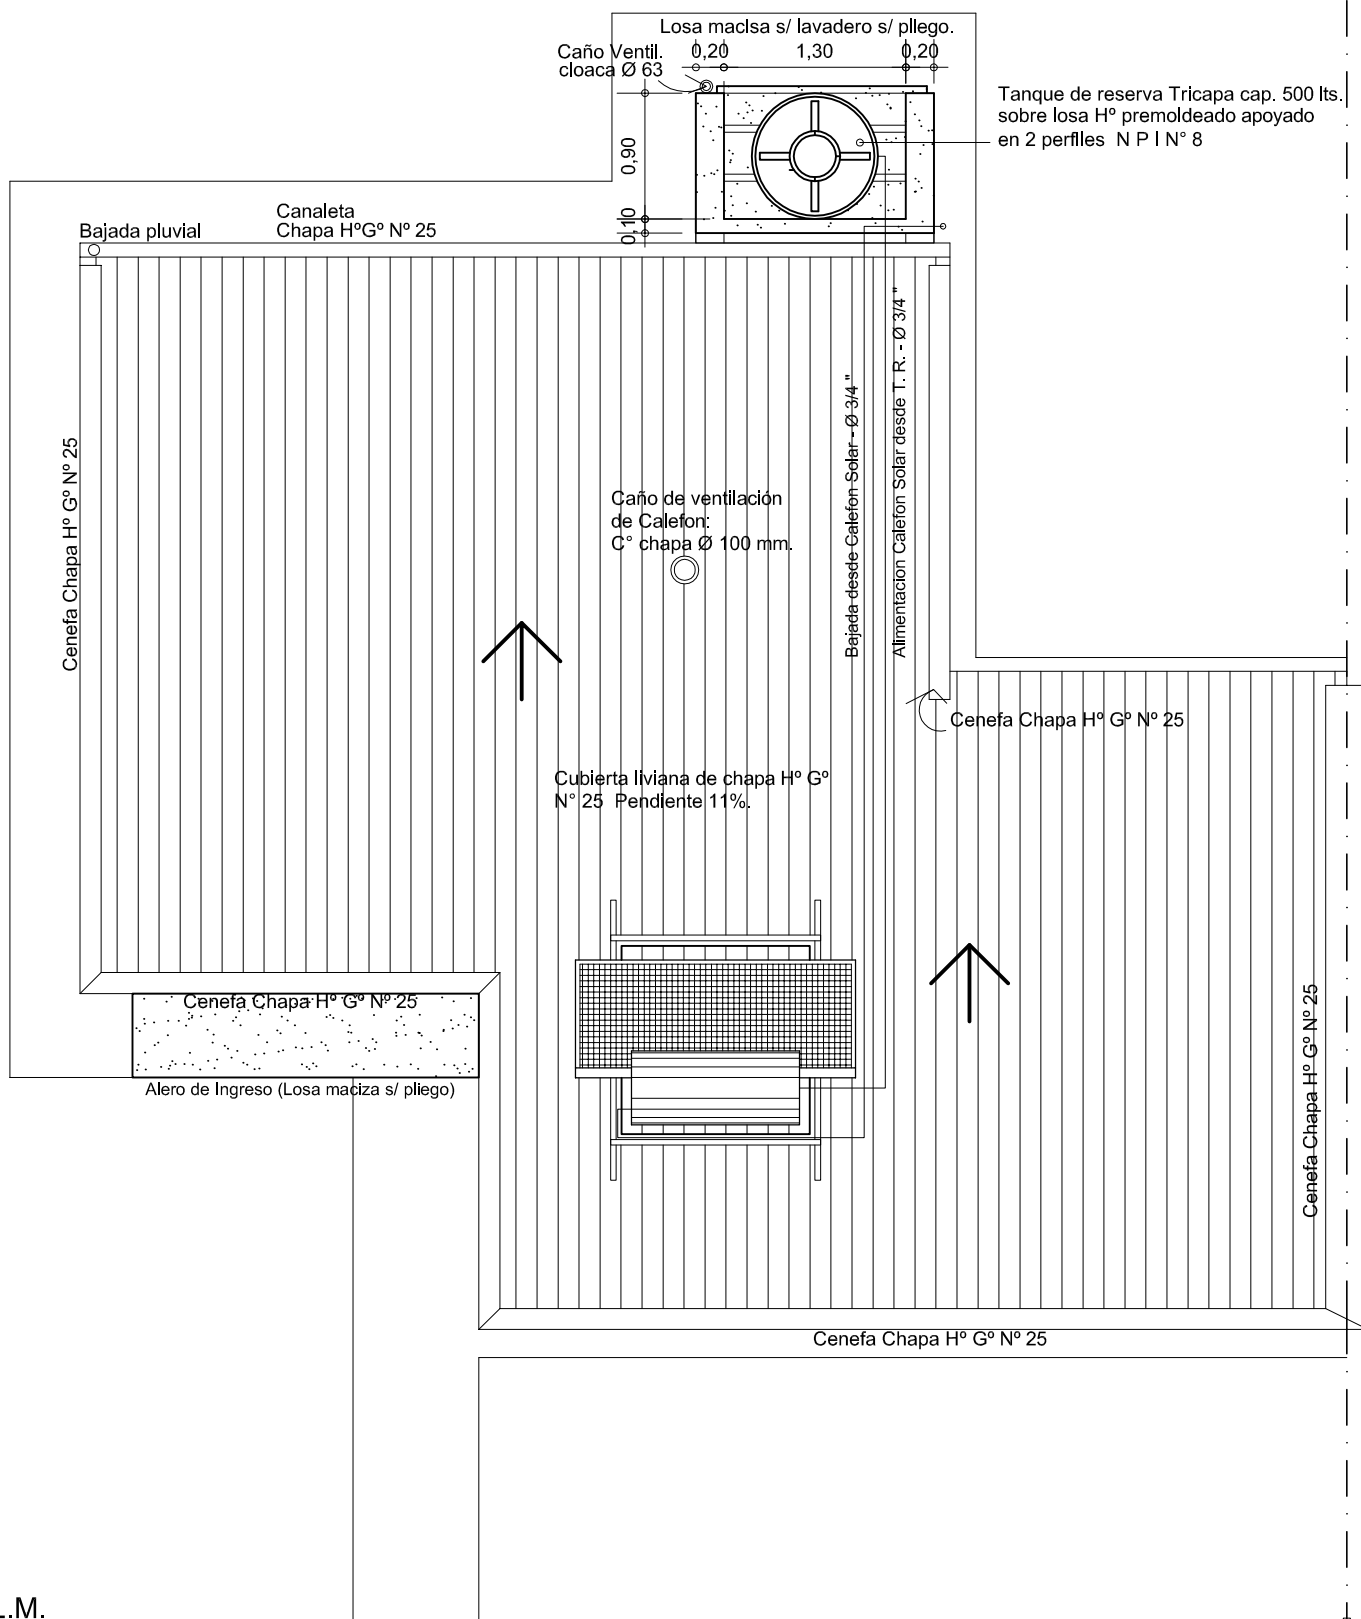 Losa macisa s/ lavadero s/ pliego.
Caño Ventil.
cloaca Ø 63
0,20
1,30
0,20
Tanque de reserva Tricapa cap. 500 lts.
sobre losa Hº premoldeado apoyado
en 2 perfiles N P I N° 8
0,90
0,10
Canaleta
Chapa HºGº Nº 25
Bajada pluvial
Cenefa Chapa Hº Gº Nº 25
Bajada desde Calefon Solar - Ø 3/4 "
Alimentacion Calefon Solar desde T. R. - Ø 3/4 "
Caño de ventilación
de Calefon:
C° chapa Ø 100 mm.
Cenefa Chapa Hº Gº Nº 25
Cubierta liviana de chapa Hº Gº
N° 25 Pendiente 11%.
Cenefa Chapa Hº Gº Nº 25
Alero de Ingreso (Losa maciza s/ pliego)
Cenefa Chapa Hº Gº Nº 25
Cenefa Chapa Hº Gº Nº 25
.M.